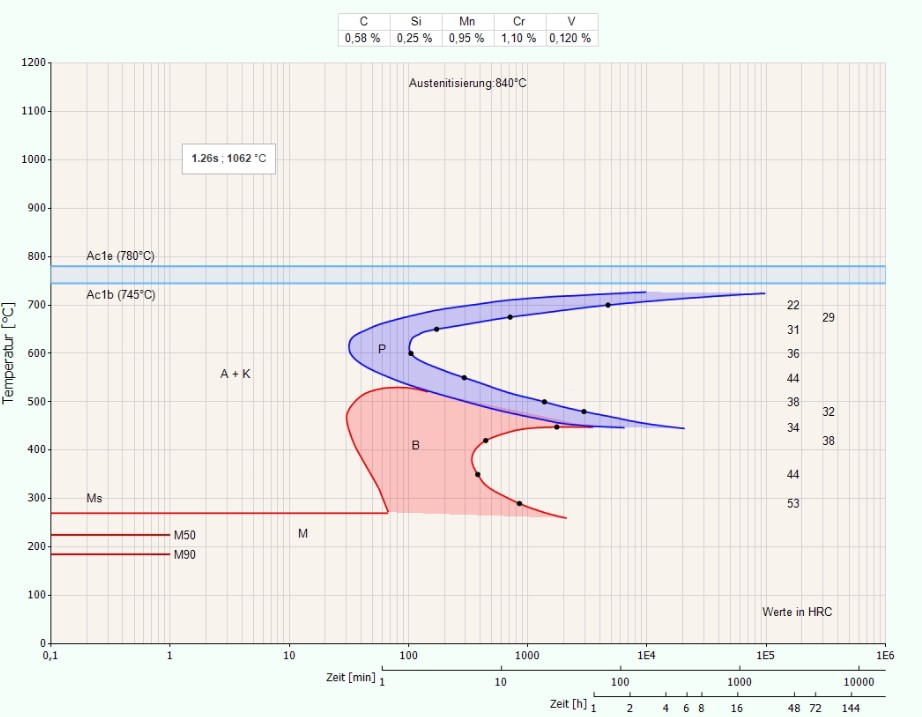 C Si Mn Cr V
0,58 % 0,25 % 0,95 % 1,10 % 0,120 %
Austenitisierung:840°C
1.26s ; 1062 °C
Temperatur [°C]
1200
1100
1000
900
800
700
600
500
400
300
200
100
0
Ac1e (780°C)
Ac1b (745°C)
A + K
P
B
Ms
M50
M90
M
22
29
31
36
44
38
32
34
38
44
53
Werte in HRC
0,1 1 10 100 1000 1E4 1E5 1E6
Zeit [min] 1 10 100 1000 10000
Zeit [h] 1 2 4 6 8 16 48 72 144